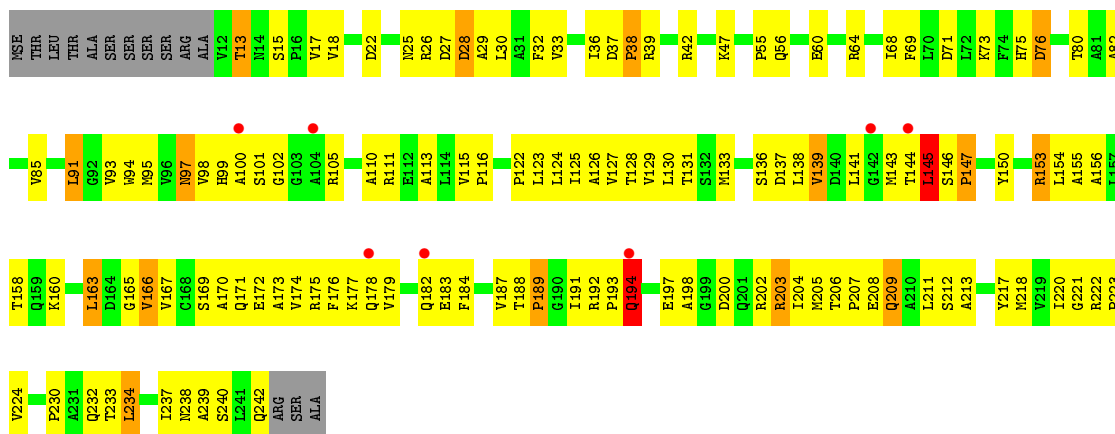 MSE THR LEU THR ALA SER SER SER SER ARG ALA V12 T13 N14 S15 P16 V17 V18 D22 N25 R26 D27 D28 A29 L30 A31 F32 V33 I36 D37 P38 R39 R42 K47 P55 Q56 E60 R64 I68 F69 L70 D71 L72 K73 F74 H75 D76 T80 A81
V85 L91 G92 V93 W94 M95 V96 N97 V98 H99 A100 S101 G102 G103 A104 R105 A110 R111 E112 A113 L114 V115 P116 P122 L123 L124 I125 A126 V127 T128 V129 L130 T131 S132 M133 S136 D137 L138 V139 D140 L141 G142 M143 T144 L145 S146 P147 Y150 R153 L154 A155 A156 L157
T158 Q159 K160 L163 D164 G165 V166 V167 C168 S169 A170 Q171 E172 A173 V174 R175 F176 K177 Q178 V179 Q182 E183 F184 V187 T188 P189 G190 I191 R192 P193 Q194 E197 A198 G199 D200 Q201 R202 R203 I204 M205 T206 P207 E208 Q209 A210 L211 S212 A213 Y217 M218 V219 I220 G221 R222 P223
V224 P230 A231 Q232 T233 L234 I237 N238 A239 S240 L241 Q242 ARG SER ALA